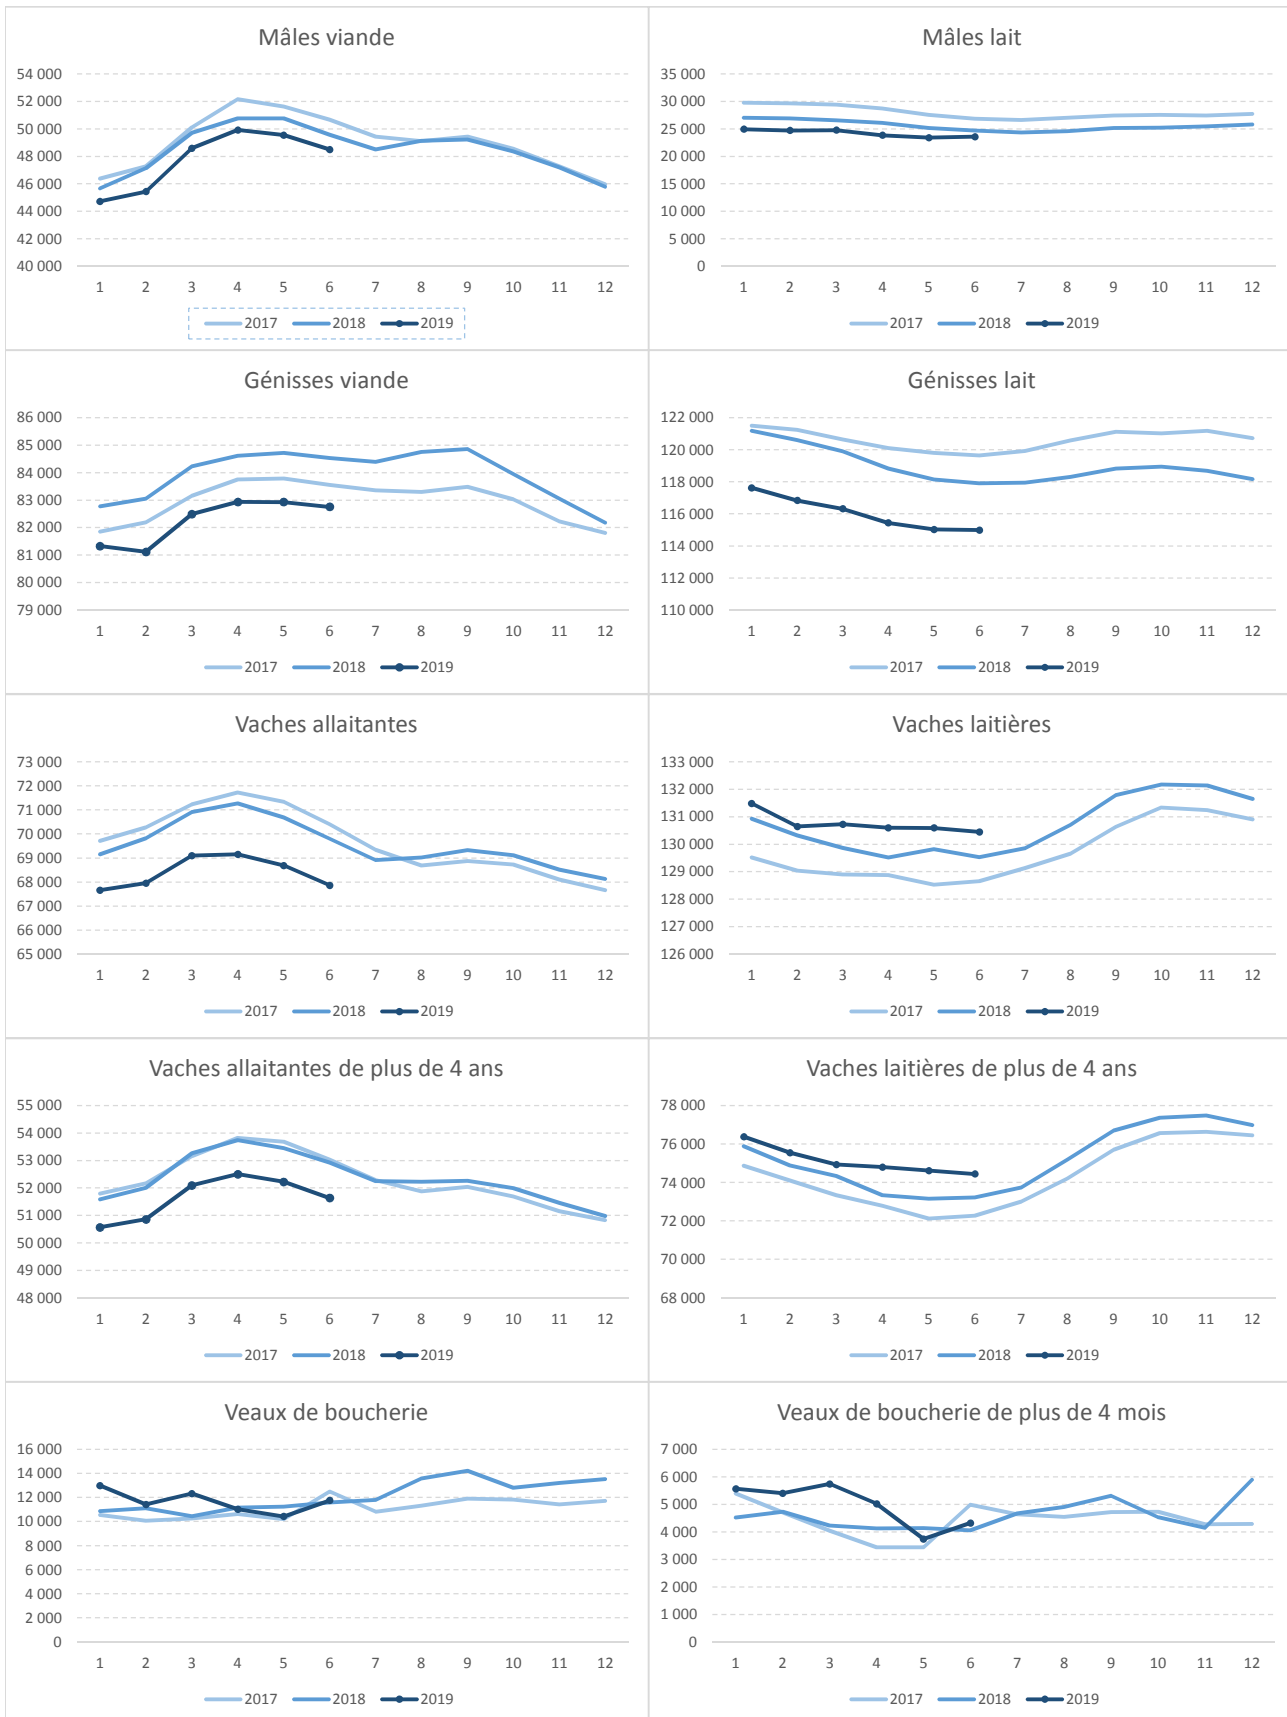 Mâles viande
54 000
52 000
50 000
48 000
46 000
44 000
42 000
40 000
1 2 3 4 5 6 7 8 9 10 11 12
2017 2018 2019
Mâles lait
35 000
30 000
25 000
20 000
15 000
10 000
5 000
0
1 2 3 4 5 6 7 8 9 10 11 12
2017 2018 2019
Génisses viande
86 000
85 000
84 000
83 000
82 000
81 000
80 000
79 000
1 2 3 4 5 6 7 8 9 10 11 12
2017 2018 2019
Génisses lait
122 000
120 000
118 000
116 000
114 000
112 000
110 000
1 2 3 4 5 6 7 8 9 10 11 12
2017 2018 2019
Vaches allaitantes
73 000
72 000
71 000
70 000
69 000
68 000
67 000
66 000
65 000
1 2 3 4 5 6 7 8 9 10 11 12
2017 2018 2019
Vaches laitières
133 000
132 000
131 000
130 000
129 000
128 000
127 000
126 000
1 2 3 4 5 6 7 8 9 10 11 12
2017 2018 2019
Vaches allaitantes de plus de 4 ans
55 000
54 000
53 000
52 000
51 000
50 000
49 000
48 000
1 2 3 4 5 6 7 8 9 10 11 12
2017 2018 2019
Vaches laitières de plus de 4 ans
78 000
76 000
74 000
72 000
70 000
68 000
1 2 3 4 5 6 7 8 9 10 11 12
2017 2018 2019
Veaux de boucherie
16 000
14 000
12 000
10 000
8 000
6 000
4 000
2 000
0
1 2 3 4 5 6 7 8 9 10 11 12
2017 2018 2019
Veaux de boucherie de plus de 4 mois
7 000
6 000
5 000
4 000
3 000
2 000
1 000
0
1 2 3 4 5 6 7 8 9 10 11 12
2017 2018 2019